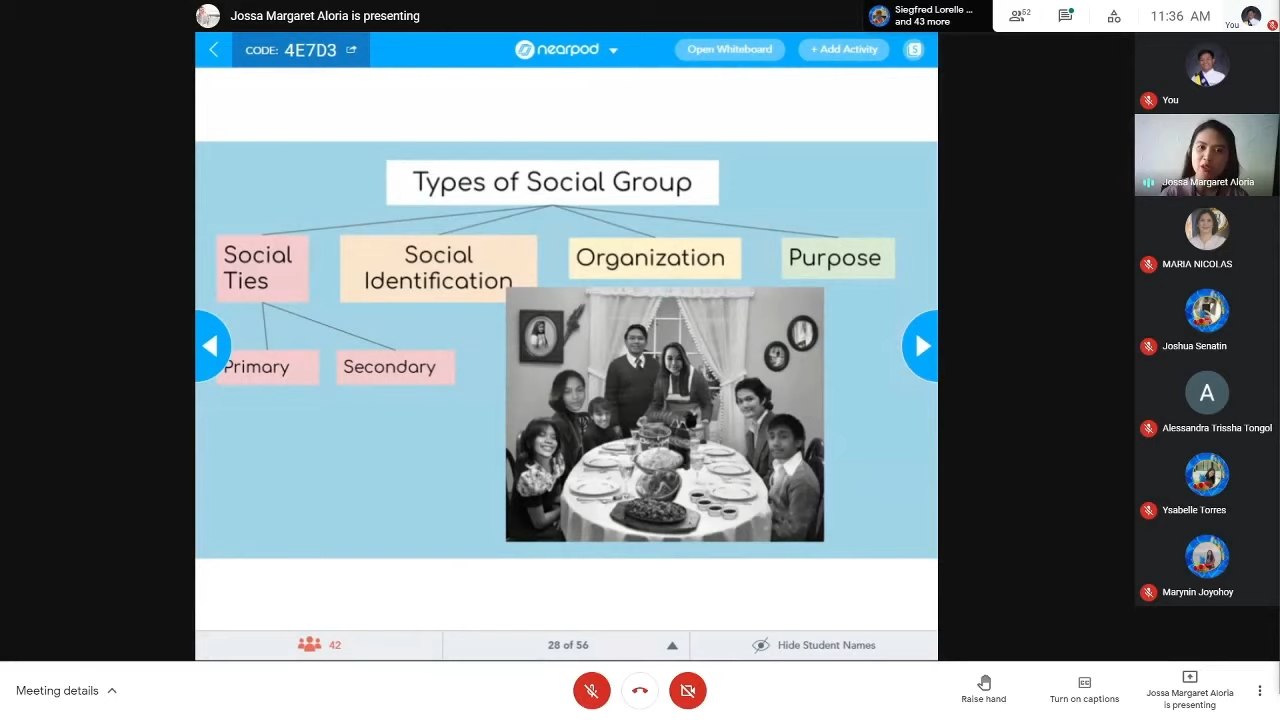 Jossa Margaret Aloria is presenting
Siegfred Lorelle ...
and 43 more
52
11:36 AM
You
CODE: 4E7D3
nearpod
Open Whiteboard
+ Add Activity
S
Types of Social Group
Social
Ties
Social
Identification
Organization
Purpose
Primary
Secondary
42
28 of 56
Hide Student Names
You
Jossa Margaret Aloria
MARIA NICOLAS
Joshua Senatin
A
Alessandra Trissha Tongol
Ysabelle Torres
Marynin Joyohoy
Meeting details
Raise hand
Turn on captions
Jossa Margaret Aloria
is presenting